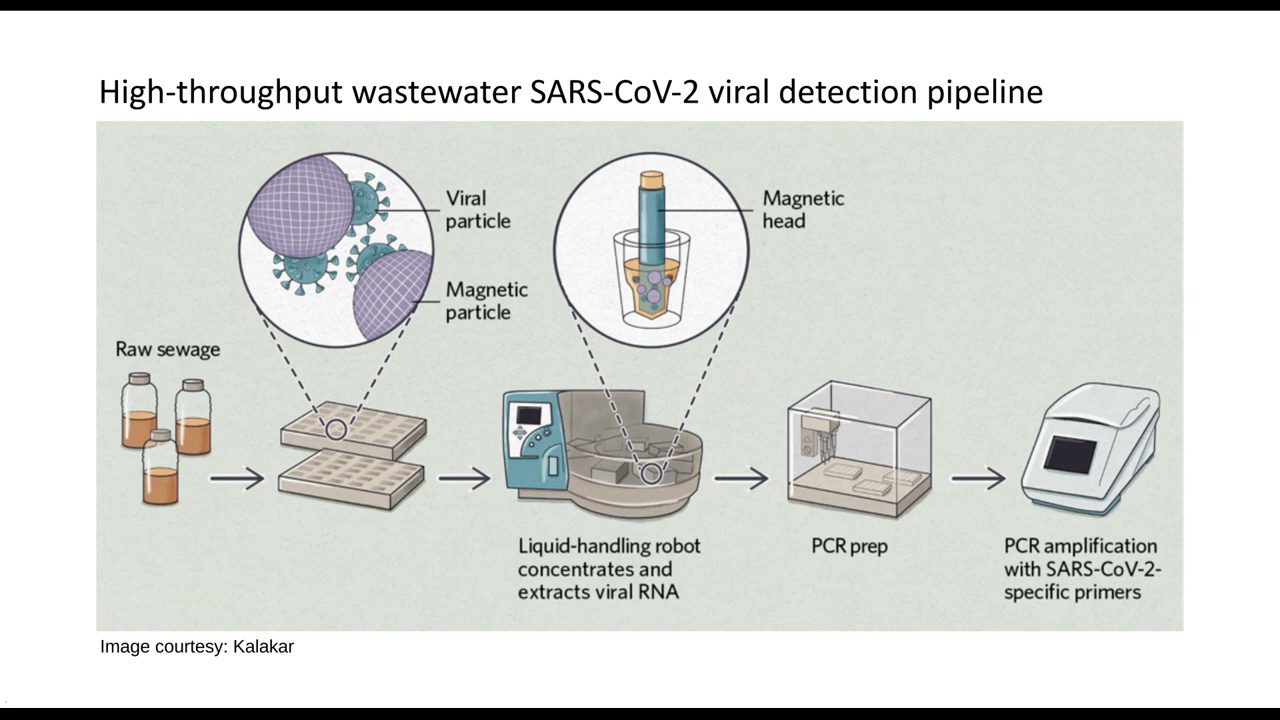 High-throughput wastewater SARS-CoV-2 viral detection pipeline
Viral
particle
Magnetic
particle
Magnetic
head
Raw sewage
Liquid-handling robot
concentrates and
extracts viral RNA
PCR prep
PCR amplification
with SARS-CoV-2-
specific primers
Image courtesy: Kalakar